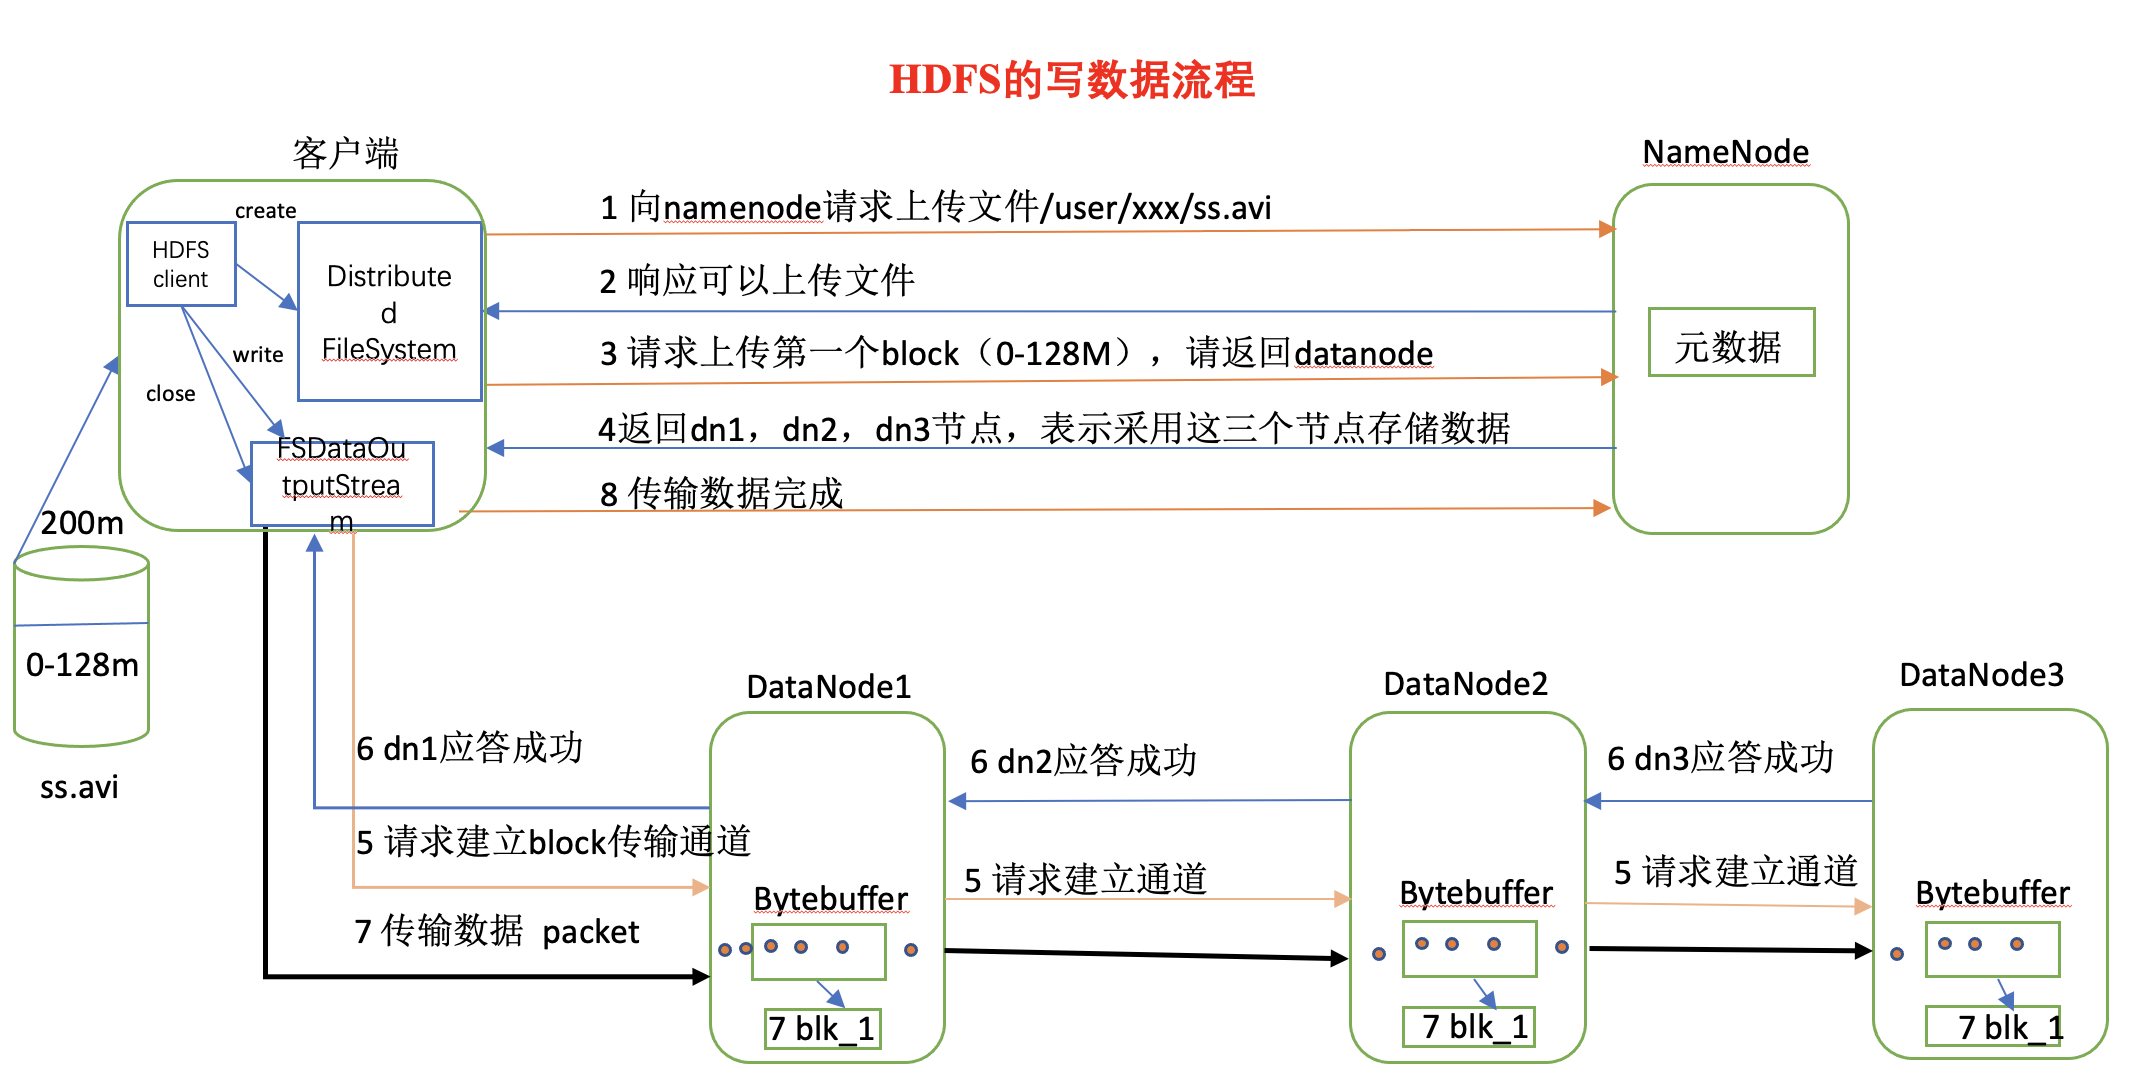 HDFS的写数据流程
客户端
NameNode
create
HDFS
client
Distribute
d
FileSystem
write
close
FSDataOu
tputStrea
m
1 向namenode请求上传文件/user/xxx/ss.avi
2 响应可以上传文件
3 请求上传第一个block（0-128M），请返回datanode
4返回dn1，dn2，dn3节点，表示采用这三个节点存储数据
8 传输数据完成
元数据
200m
0-128m
ss.avi
DataNode1
DataNode2
DataNode3
6 dn1应答成功
6 dn2应答成功
6 dn3应答成功
5 请求建立block传输通道
5 请求建立通道
5 请求建立通道
7 传输数据 packet
Bytebuffer
Bytebuffer
Bytebuffer
7 blk_1
7 blk_1
7 blk_1